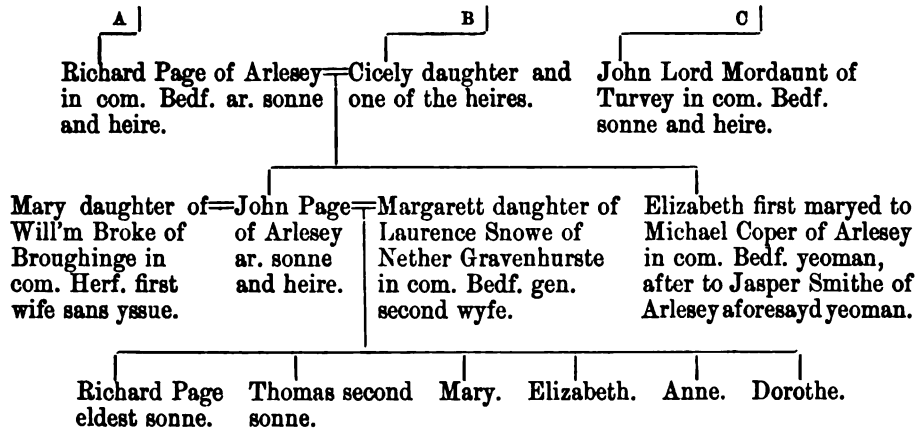 A
B
C
Richard Page of Arlesey
in com. Bedf. ar. sonne
and heire.
Cicely daughter and
one of the heires.
John Lord Mordaunt of
Turvey in com. Bedf.
sonne and heire.
Mary daughter of
Will'm Broke of
Broughinge in
com. Herf. first
wife sans yssue.
John Page
of Arlesey
ar. sonne
and heire.
Margarett daughter of
Laurence Snowe of
Nether Gravenhurste
in com. Bedf. gen.
second wyfe.
Elizabeth first maryed to
Michael Coper of Arlesey
in com. Bedf. yeoman,
after to Jasper Smithe of
Arlesey aforesayd yeoman.
Richard Page
eldest sonne.
Thomas second
sonne.
Mary.
Elizabeth.
Anne.
Dorothe.